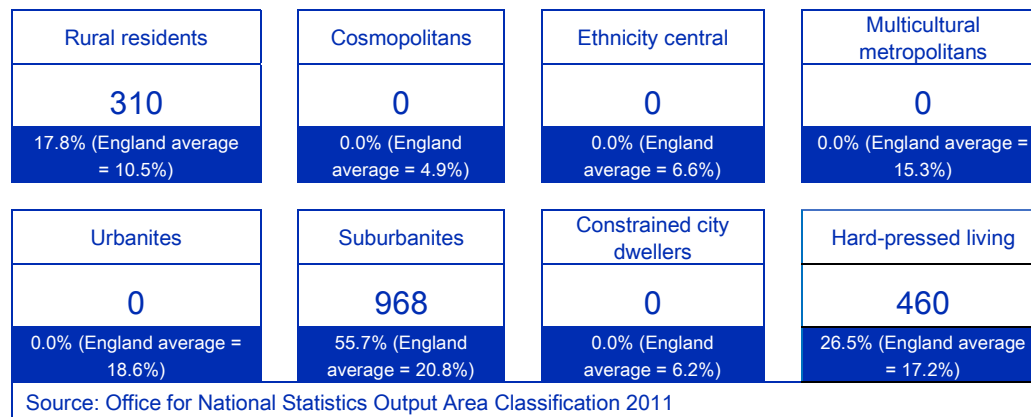 Rural residents
310
17.8% (England average
= 10.5%)
Cosmopolitans
0
0.0% (England
average = 4.9%)
Ethnicity central
0
0.0% (England
average = 6.6%)
Multicultural
metropolitans
0
0.0% (England average =
15.3%)
Urbanites
0
0.0% (England average =
18.6%)
Suburbanites
968
55.7% (England
average = 20.8%)
Constrained city
dwellers
0
0.0% (England
average = 6.2%)
Hard-pressed living
460
26.5% (England average
= 17.2%)
Source: Office for National Statistics Output Area Classification 2011